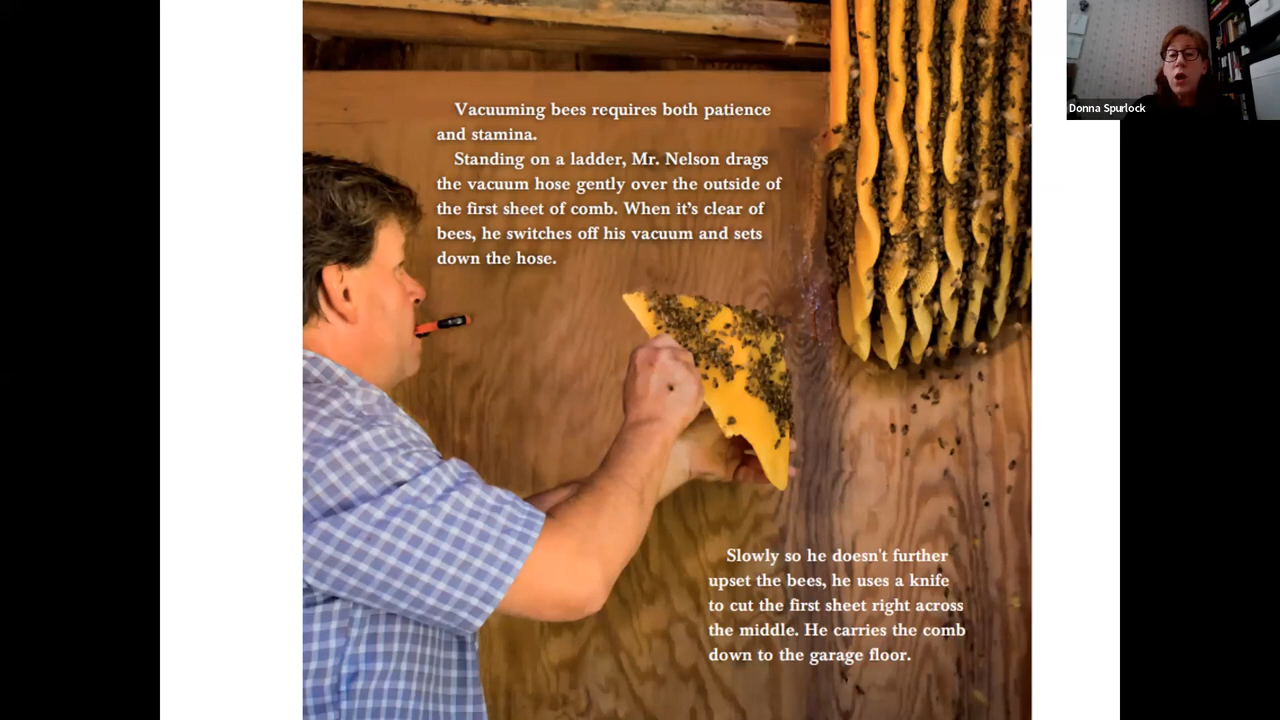 Vacuuming bees requires both patience
and stamina.
Standing on a ladder, Mr. Nelson drags
the vacuum hose gently over the outside of
the first sheet of comb. When it's clear of
bees, he switches off his vacuum and sets
down the hose.
Slowly so he doesn't further
upset the bees, he uses a knife
to cut the first sheet right across
the middle. He carries the comb
down to the garage floor.
Donna Spurlock